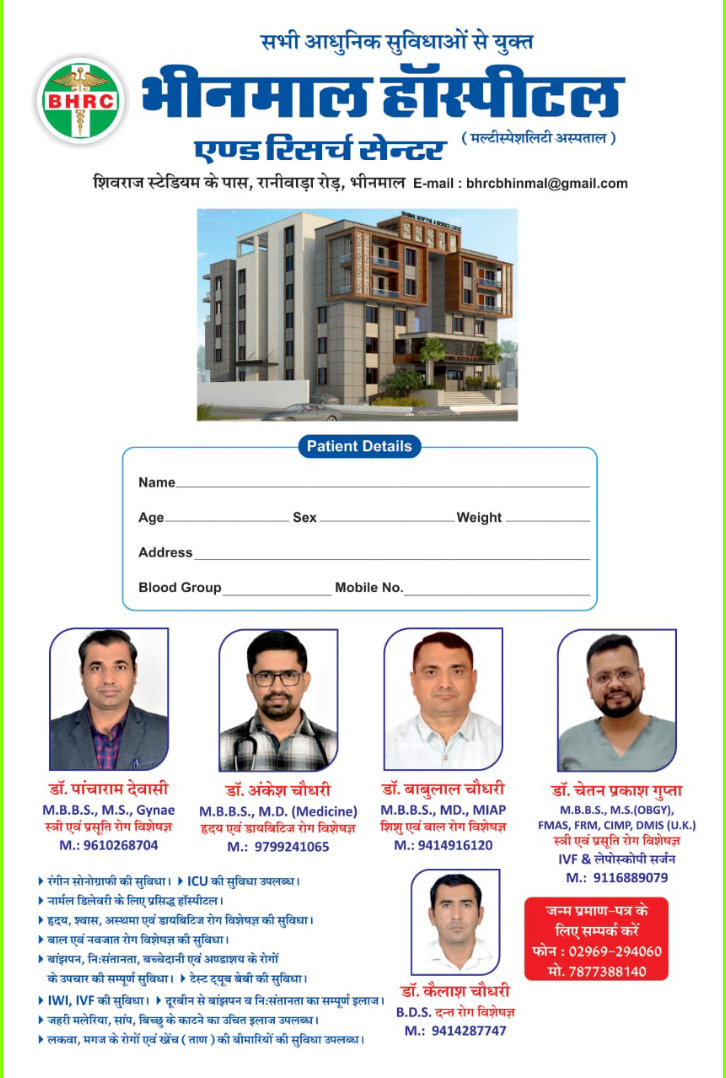 सभी आधुनिक सुविधाओं से युक्त
BHRC
भीनमाल हॉस्पीटल
एण्ड रिसर्च सेन्टर ( मल्टीस्पेशलिटी अस्पताल )
शिवराज स्टेडियम के पास, रानीवाड़ा रोड़, भीनमाल E-mail : bhrcbhinmal@gmail.com
Patient Details
Name
Age Sex Weight
Address
Blood Group Mobile No.
डॉ. पांचाराम देवासी
M.B.B.S., M.S., Gynae
स्त्री एवं प्रसूति रोग विशेषज्ञ
M.: 9610268704
डॉ. अंकेश चौधरी
M.B.B.S., M.D. (Medicine)
हृदय एवं डायबिटिज रोग विशेषज्ञ
M.: 9799241065
डॉ. बाबुलाल चौधरी
M.B.B.S., MD., MIAP
शिशु एवं बाल रोग विशेषज्ञ
M.: 9414916120
डॉ. चेतन प्रकाश गुप्ता
M.B.B.S., M.S.(OBGY),
FMAS, FRM, CIMP, DMIS (U.K.)
स्त्री एवं प्रसूति रोग विशेषज्ञ
IVF & लेपोस्कोपी सर्जन
M.: 9116889079
रंगीन सोनोग्राफी की सुविधा। ICU की सुविधा उपलब्ध।
नार्मल डिलेवरी के लिए प्रसिद्ध हॉस्पीटल।
हृदय, श्वास, अस्थमा एवं डायबिटिज रोग विशेषज्ञ की सुविधा।
बाल एवं नवजात रोग विशेषज्ञ की सुविधा।
बांझपन, नि:संतानता, बच्चेदानी एवं अण्डाशय के रोगों
के उपचार की सम्पूर्ण सुविधा। टेस्ट ट्यूब बेबी की सुविधा।
IWI, IVF की सुविधा। दूरबीन से बांझपन व नि:संतानता का सम्पूर्ण इलाज।
जहरी मलेरिया, सांप, बिच्छु के काटने का उचित इलाज उपलब्ध।
लकवा, मगज के रोगों एवं खेंच ( ताण ) की बीमारियों की सुविधा उपलब्ध।
डॉ. कैलाश चौधरी
B.D.S. दन्त रोग विशेषज्ञ
M.: 9414287747
जन्म प्रमाण-पत्र के
लिए सम्पर्क करें
फोन : 02969-294060
मो. 7877388140